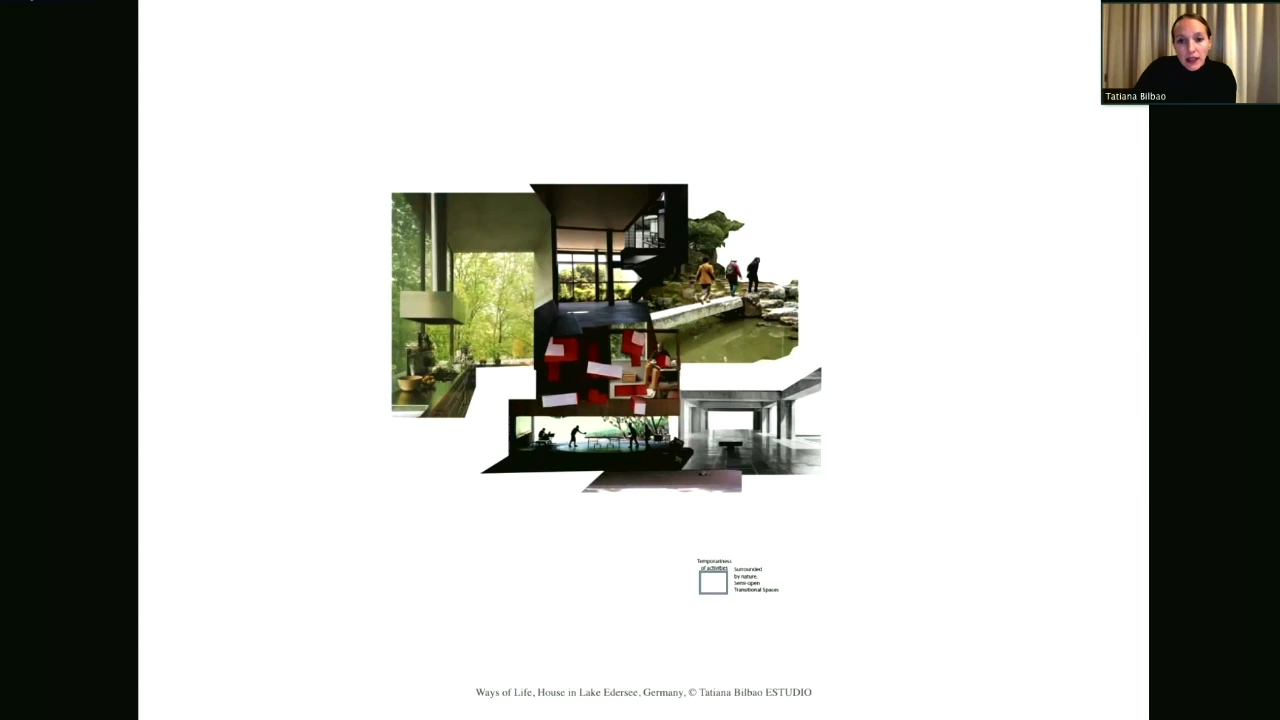 Tatiana Bilbao
Temporariness
of activities
Surrounded
by nature,
Semi-open
Transitional Spaces
Ways of Life, House in Lake Edersee, Germany, © Tatiana Bilbao ESTUDIO